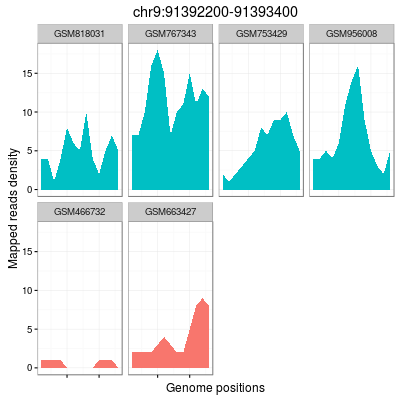 chr9:91392200-91393400
GSM818031 GSM767343 GSM753429 GSM956008
15
10
5
0
GSM466732 GSM663427
15
10
5
0
Mapped reads density
Genome positions